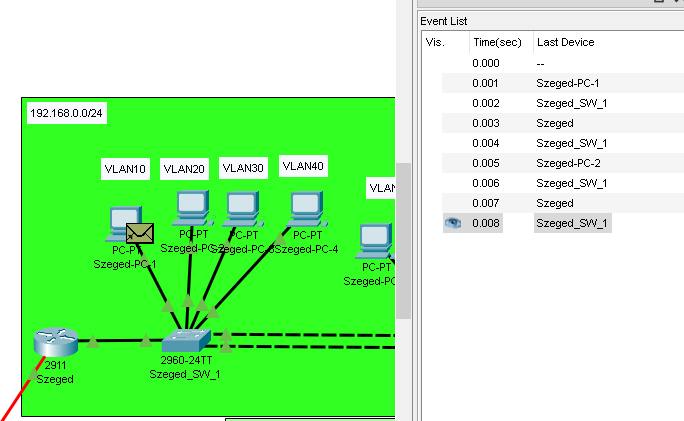 Event List
Vis.
Time(sec)
Last Device
0.000
--
0.001
Szeged-PC-1
0.002
Szeged_SW_1
0.003
Szeged
0.004
Szeged_SW_1
0.005
Szeged-PC-2
0.006
Szeged_SW_1
0.007
Szeged
0.008
Szeged_SW_1
192.168.0.0/24
VLAN10
VLAN20
VLAN30
VLAN40
VLAN
PC-PT
Szeged-PC-1
PC-PT
Szeged-PC-2
PC-PT
Szeged-PC-3
PC-PT
Szeged-PC-4
PC-PT
Szeged-PC
2911
Szeged
2960-24TT
Szeged_SW_1